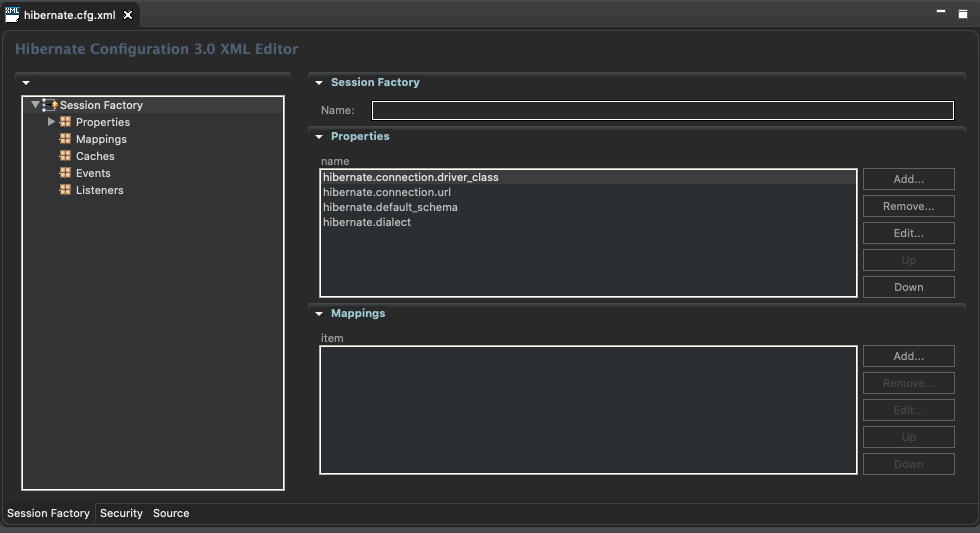 XML
hibernate.cfg.xml
Hibernate Configuration 3.0 XML Editor
Session Factory
Properties
Mappings
Caches
Events
Listeners
Session Factory
Name:
Properties
name
hibernate.connection.driver_class
hibernate.connection.url
hibernate.default_schema
hibernate.dialect
Add...
Remove...
Edit...
Up
Down
Mappings
item
Add...
Remove...
Edit...
Up
Down
Session Factory Security Source